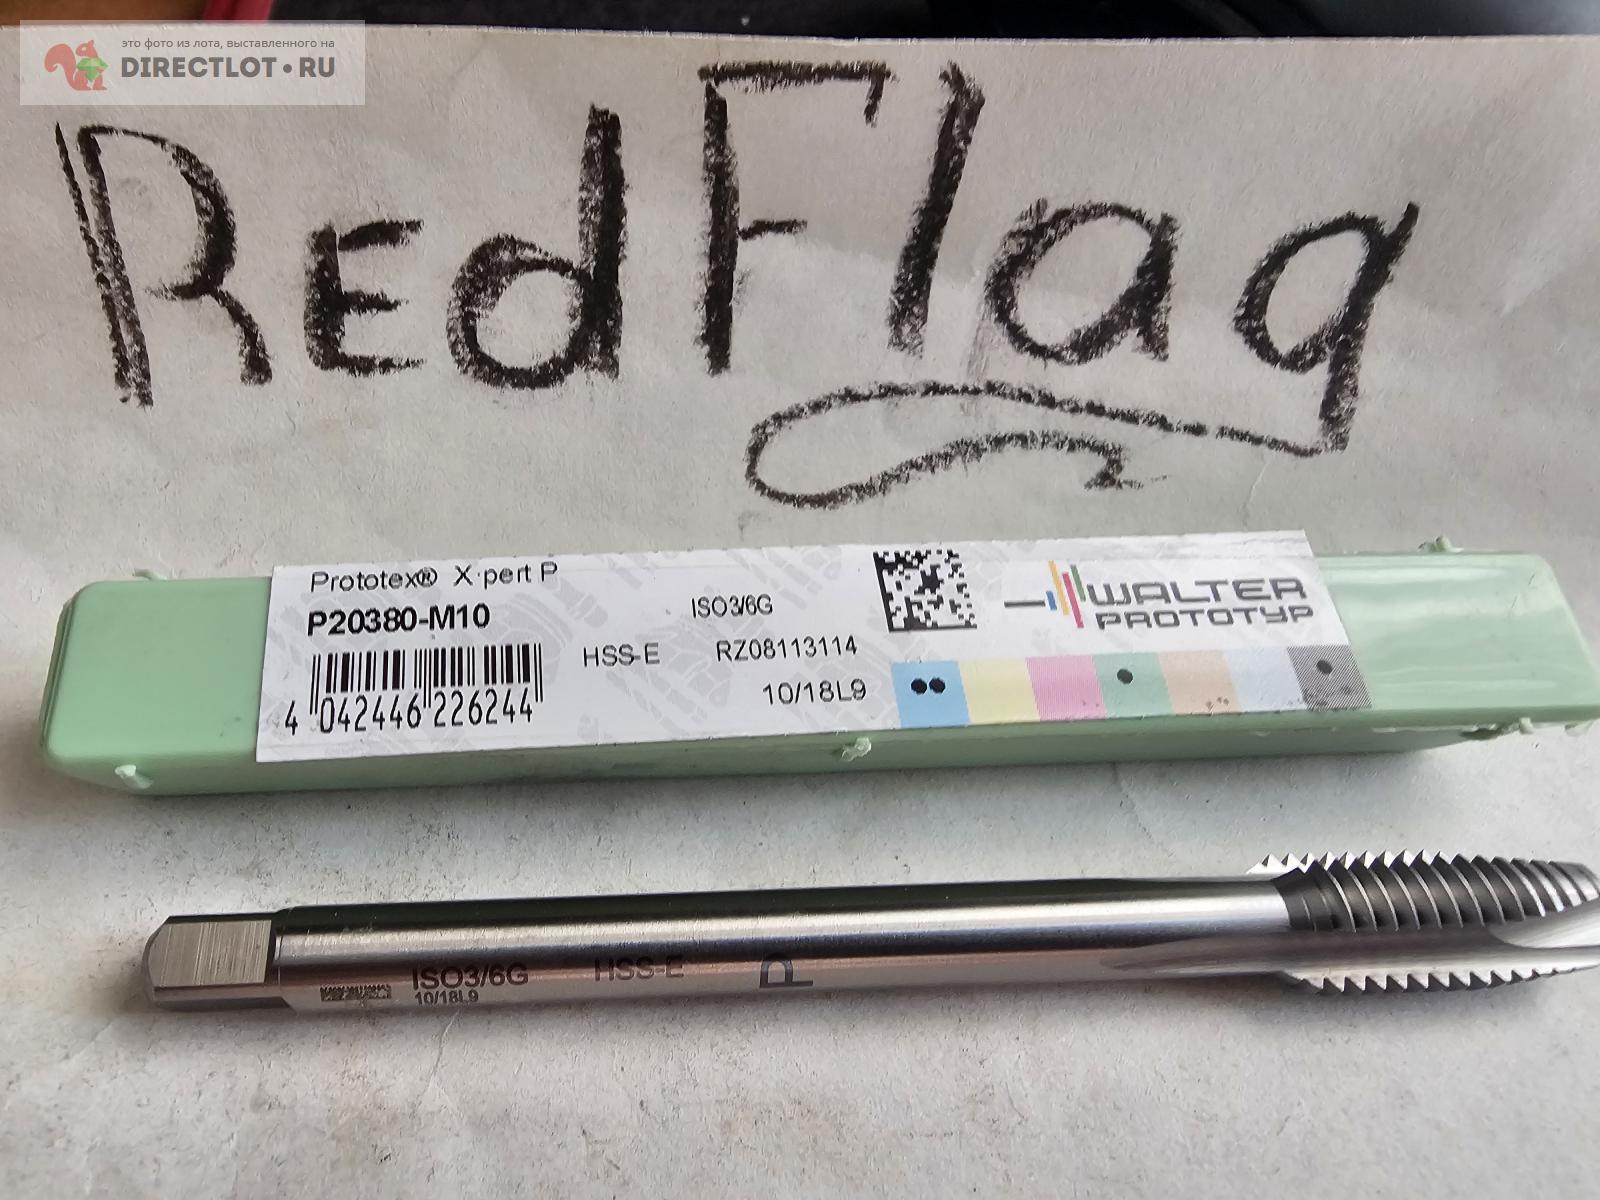 это фото из лота, выставленного на
DIRECTLOT•RU
RedFlag
Prototex® X·pert P
P20380-M10
ISO3/6G
HSS-E
RZ08113114
10/18L9
4 042446 226244
WALTER
PROTOTYP
ISO3/6G
10/18L9
HSS-E
P